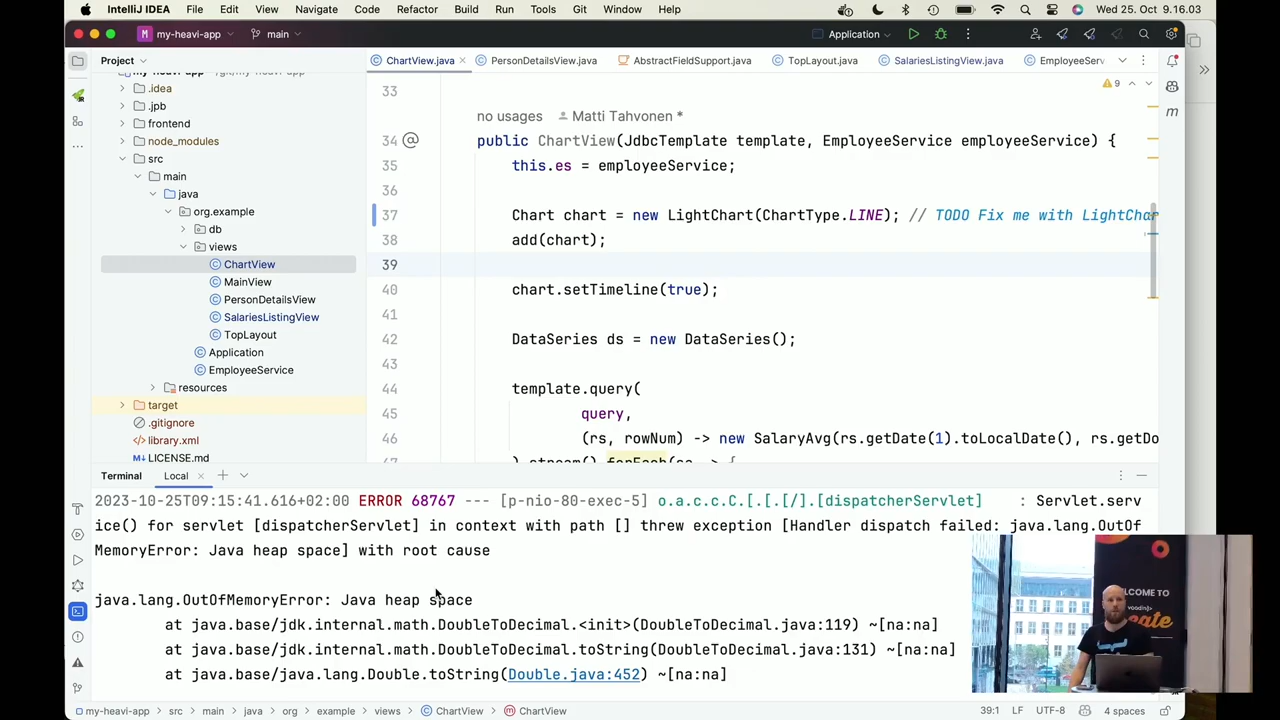 IntelliJ IDEA File Edit View Navigate Code Refactor Build Run Tools Git Window Help Wed 25. Oct 9.16.03
my-heavi-app main Application
Project
ChartView.java PersonDetailsView.java AbstractFieldSupport.java TopLayout.java SalariesListingView.java EmployeeServ
.idea
.jpb
frontend
node_modules
src
main
java
org.example
db
views
ChartView
MainView
PersonDetailsView
SalariesListingView
TopLayout
Application
EmployeeService
resources
target
.gitignore
library.xml
LICENSE.md
9
33
no usages Matti Tahvonen *
34 @ public ChartView(JdbcTemplate template, EmployeeService employeeService) {
35 this.es = employeeService;
36
37 Chart chart = new LightChart(ChartType.LINE); // TODO Fix me with LightChar
38 add(chart);
39
40 chart.setTimeline(true);
41
42 DataSeries ds = new DataSeries();
43
44 template.query(
45 query,
46 (rs, rowNum) -> new SalaryAvg(rs.getDate(1).toLocalDate(), rs.getDo
Terminal Local
2023-10-25T09:15:41.616+02:00 ERROR 68767 --- [p-nio-80-exec-5] o.a.c.c.C.[.[.[/].[dispatcherServlet] : Servlet.serv
ice() for servlet [dispatcherServlet] in context with path [] threw exception [Handler dispatch failed: java.lang.OutOf
MemoryError: Java heap space] with root cause
java.lang.OutOfMemoryError: Java heap space
at java.base/jdk.internal.math.DoubleToDecimal.<init>(DoubleToDecimal.java:119) ~[na:na]
at java.base/jdk.internal.math.DoubleToDecimal.toString(DoubleToDecimal.java:131) ~[na:na]
at java.base/java.lang.Double.toString(Double.java:452) ~[na:na]
my-heavi-app src main java org example views ChartView ChartView 39:1 LF UTF-8 4 spaces